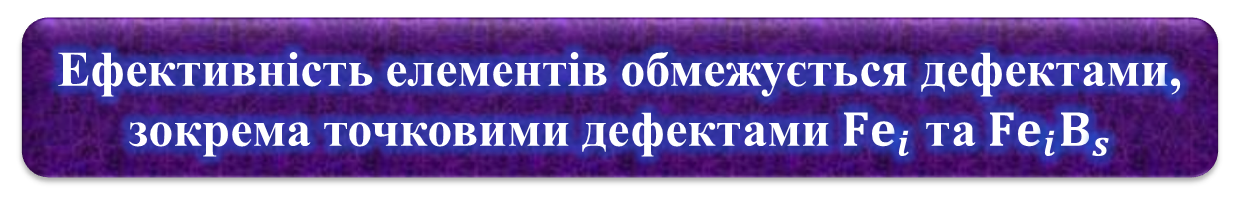 Ефективність елементів обмежується дефектами,
зокрема точковими дефектами Feᵢ та FeᵢBₛ